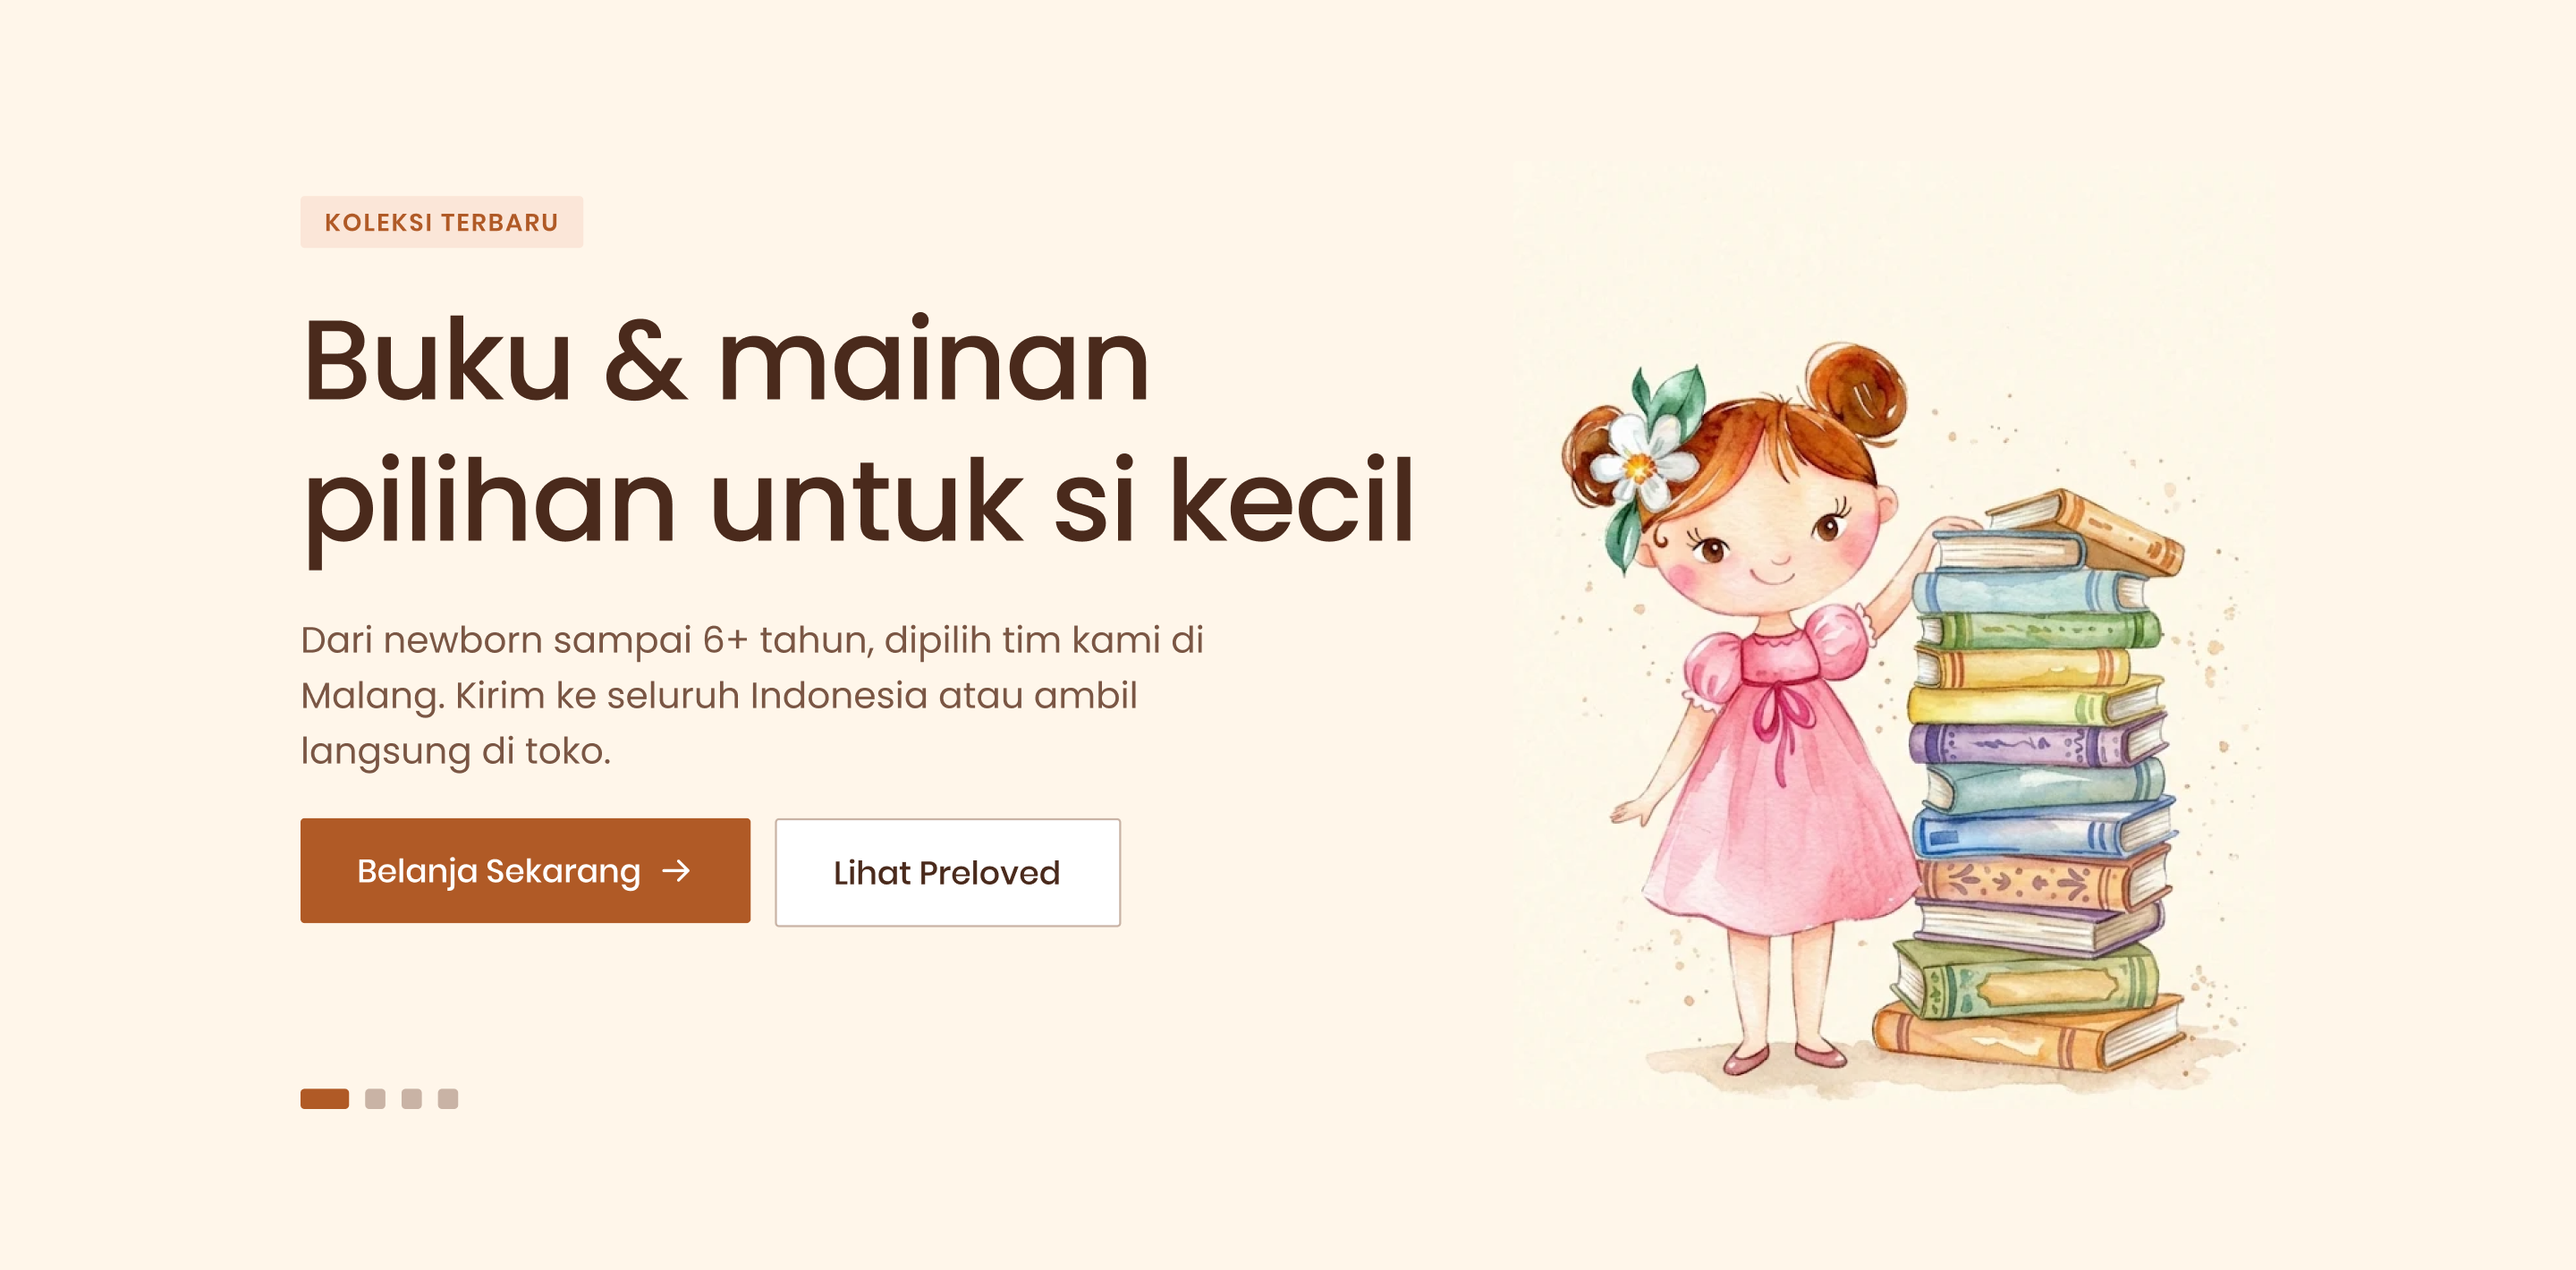 KOLEKSI TERBARU
Buku & mainan
pilihan untuk si kecil
Dari newborn sampai 6+ tahun, dipilih tim kami di
Malang. Kirim ke seluruh Indonesia atau ambil
langsung di toko.
Belanja Sekarang →
Lihat Preloved